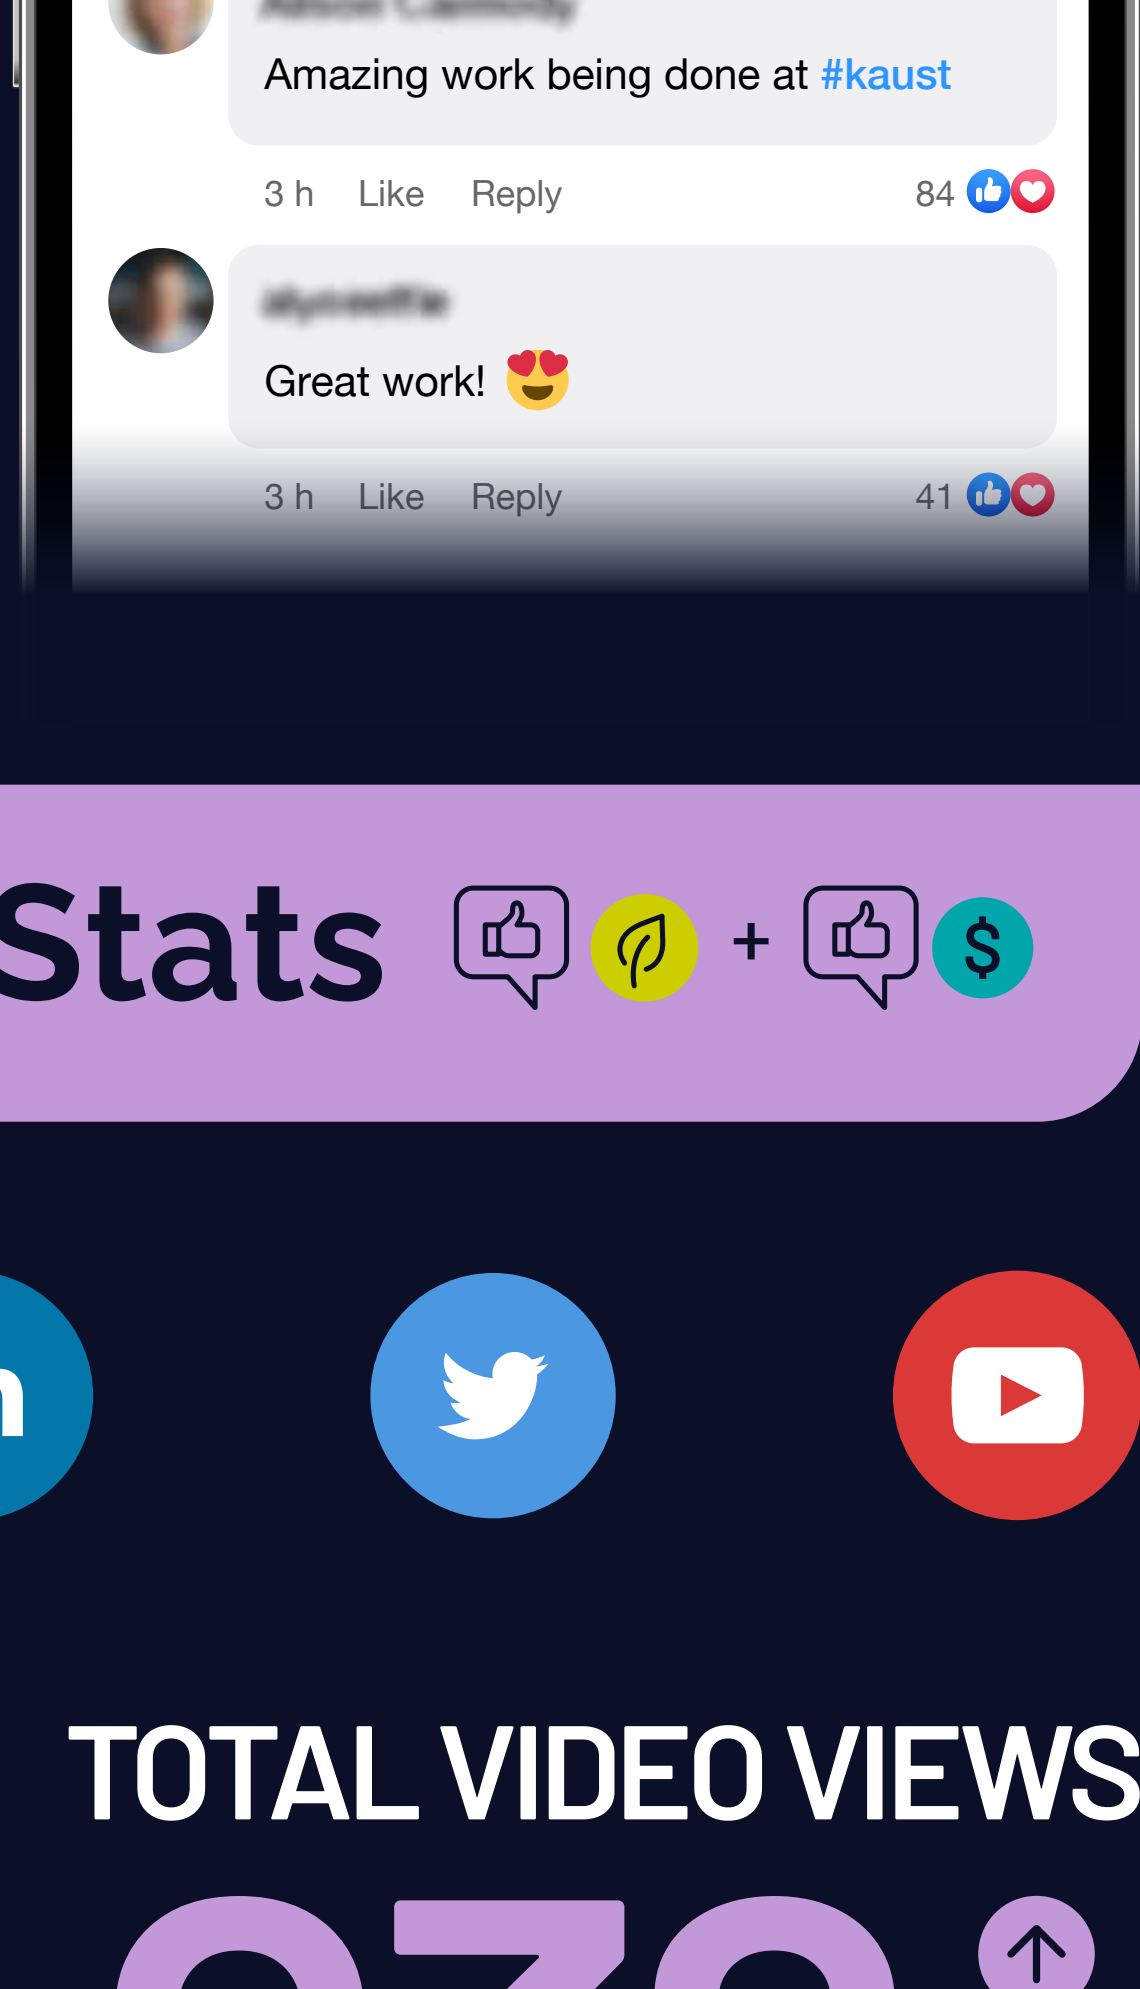 Amazing work being done at #kaust
3 h Like Reply 84
Great work! 😍
3 h Like Reply 41
Stats
+ $
n
TOTAL VIDEO VIEWS